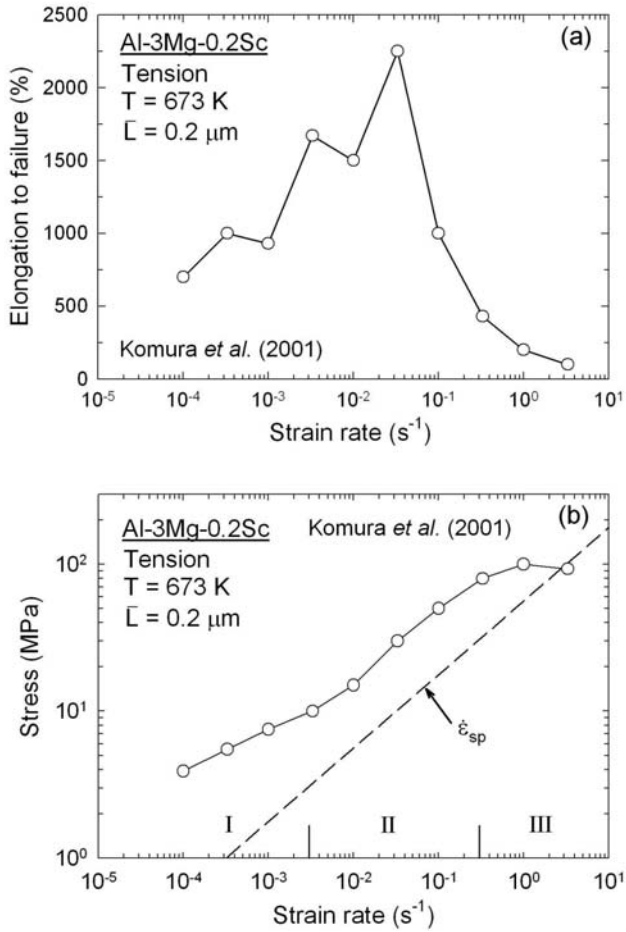 (a)
Al-3Mg-0.2Sc
Tension
T = 673 K
L̄ = 0.2 μm
Komura et al. (2001)
Elongation to failure (%)
2500
2000
1500
1000
500
0
10⁻⁵ 10⁻⁴ 10⁻³ 10⁻² 10⁻¹ 10⁰ 10¹
Strain rate (s⁻¹)
(b)
Al-3Mg-0.2Sc Komura et al. (2001)
Tension
T = 673 K
L̄ = 0.2 μm
Stress (MPa)
10²
10¹
10⁰
ε̇sp
I II III
10⁻⁵ 10⁻⁴ 10⁻³ 10⁻² 10⁻¹ 10⁰ 10¹
Strain rate (s⁻¹)